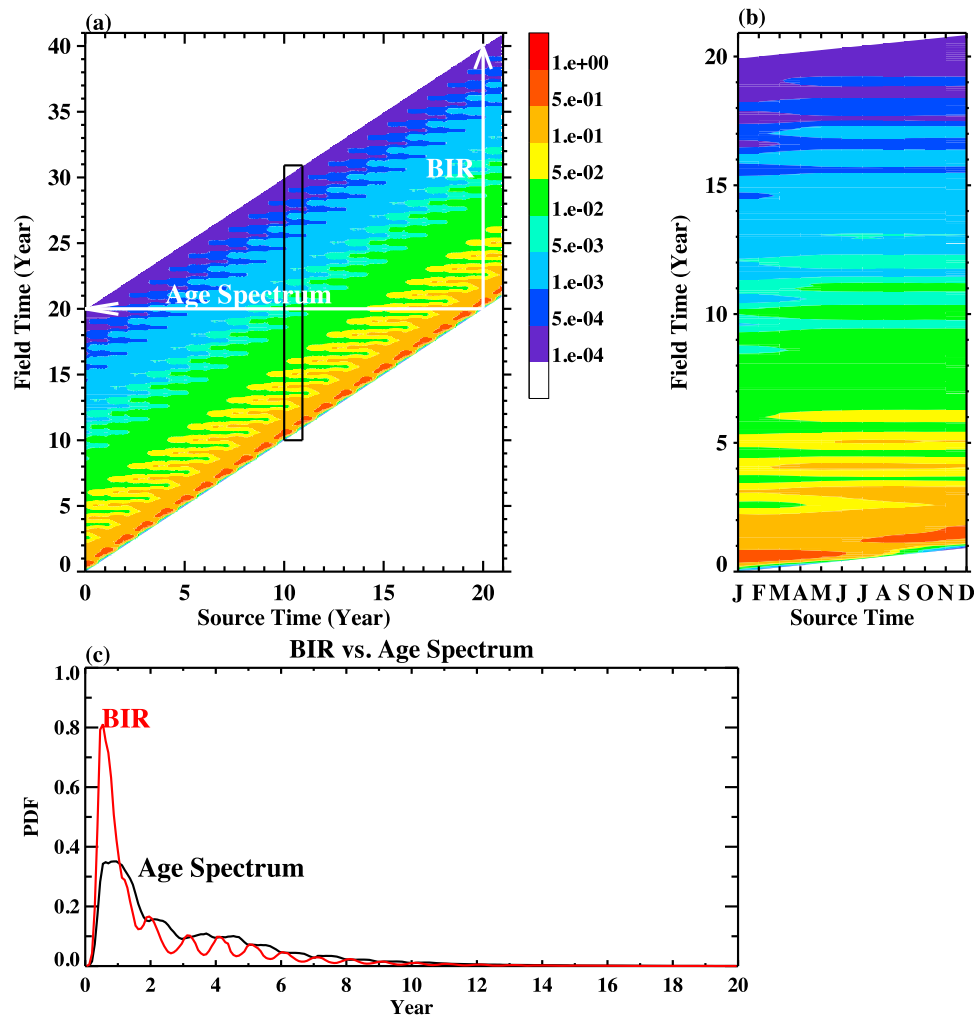 (a)
(b)
Field Time (Year)
40
35
30
25
20
15
10
5
0
BIR
Age Spectrum
0 5 10 15 20
Source Time (Year)
1.e+00
5.e-01
1.e-01
5.e-02
1.e-02
5.e-03
1.e-03
5.e-04
1.e-04
Field Time (Year)
20
15
10
5
0
J F M A M J J A S O N D
Source Time
(c)
BIR vs. Age Spectrum
PDF
1.0
0.8
0.6
0.4
0.2
0.0
BIR
Age Spectrum
0 2 4 6 8 10 12 14 16 18 20
Year